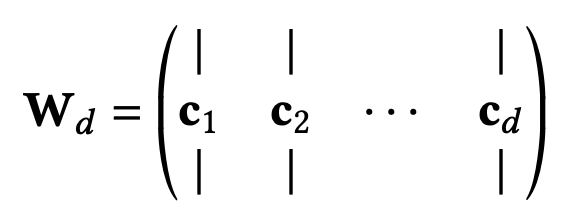 | | |
W_d = ( c_1 c_2 ⋯ c_d )
| | |